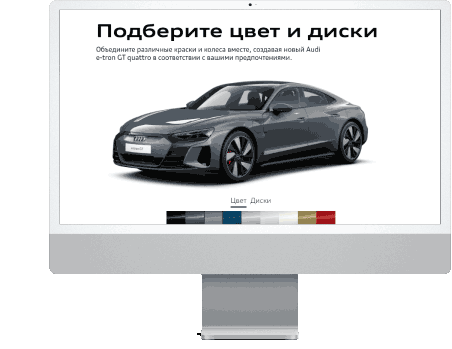 Подберите цвет и диски
Объедините различные краски и колеса вместе, создавая новый Audi
e-tron GT quattro в соответствии с вашими предпочтениями.
Цвет Диски